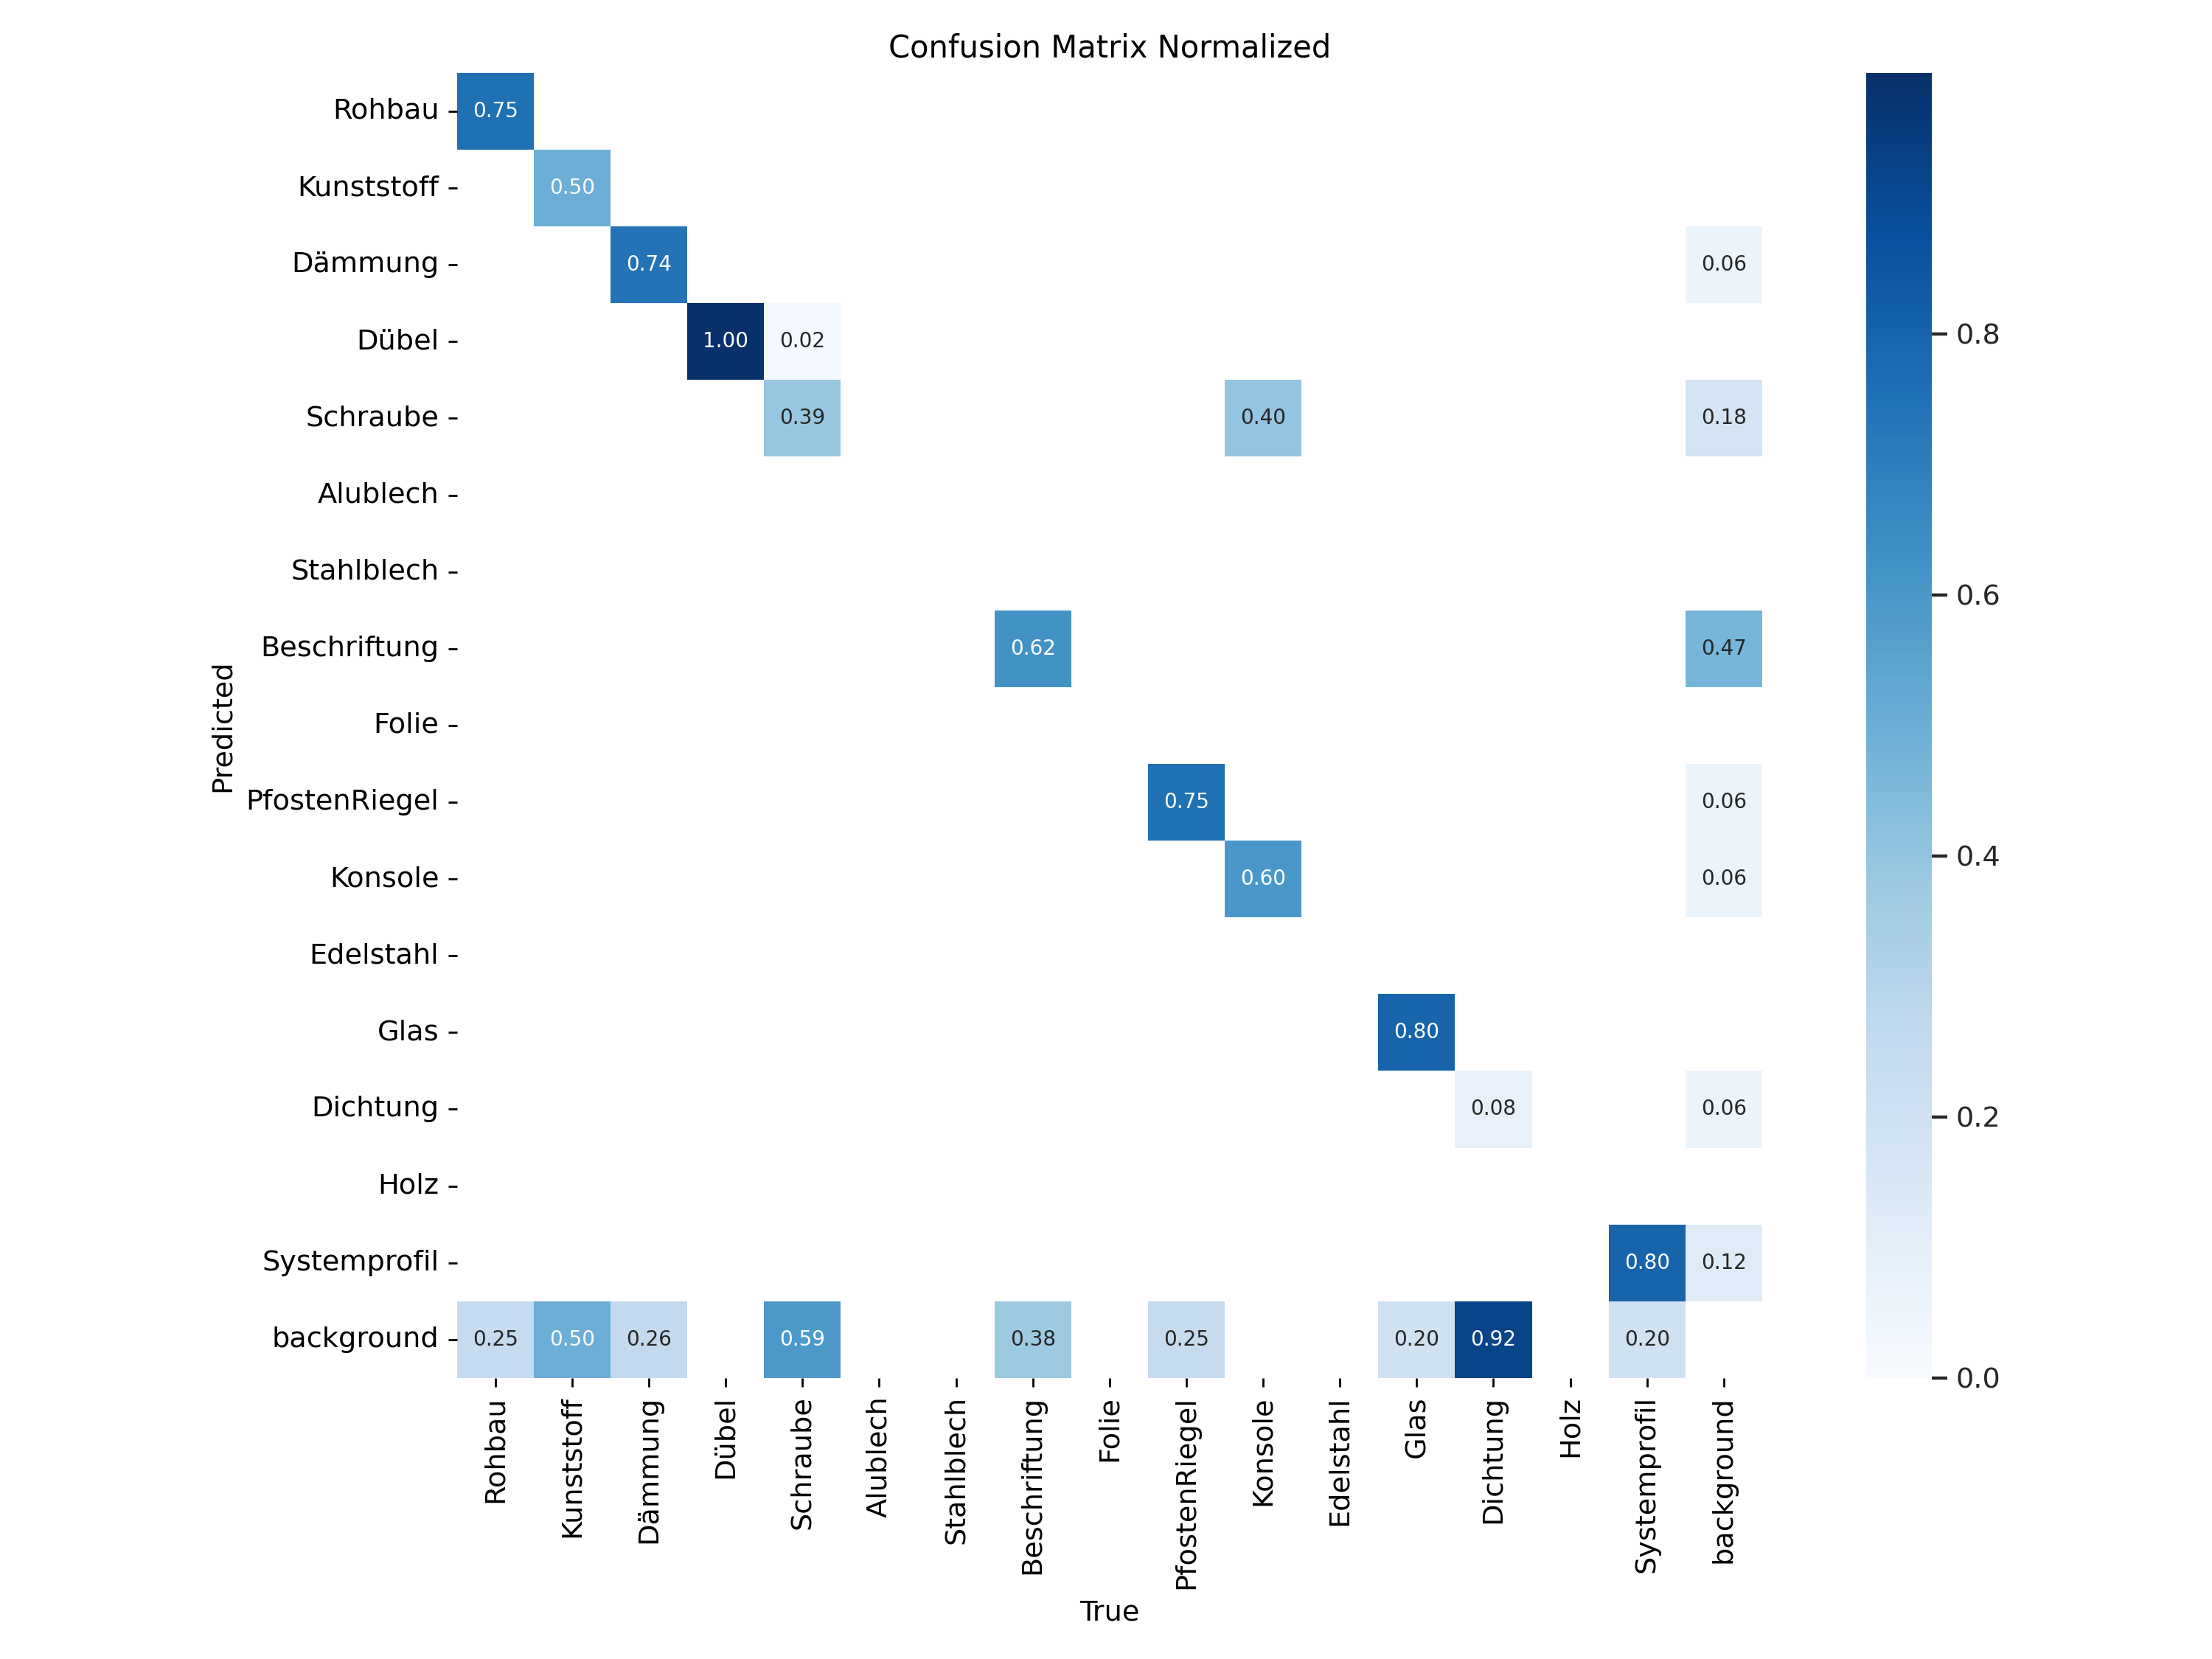 Confusion Matrix Normalized
Rohbau
0.75
Kunststoff
0.50
Dämmung
0.74
0.06
Dübel
1.00
0.02
0.8
Schraube
0.39
0.40
0.18
Alublech
Stahlblech
0.6
Beschriftung
0.62
0.47
Folie
Predicted
PfostenRiegel
0.75
0.06
0.4
Konsole
0.60
0.06
Edelstahl
Glas
0.80
Dichtung
0.08
0.06
0.2
Holz
Systemprofil
0.80
0.12
background
0.25
0.50
0.26
0.59
0.38
0.25
0.20
0.92
0.20
0.0
Rohbau
Kunststoff
Dämmung
Dübel
Schraube
Alublech
Stahlblech
Beschriftung
Folie
PfostenRiegel
Konsole
Edelstahl
Glas
Dichtung
Holz
Systemprofil
background
True